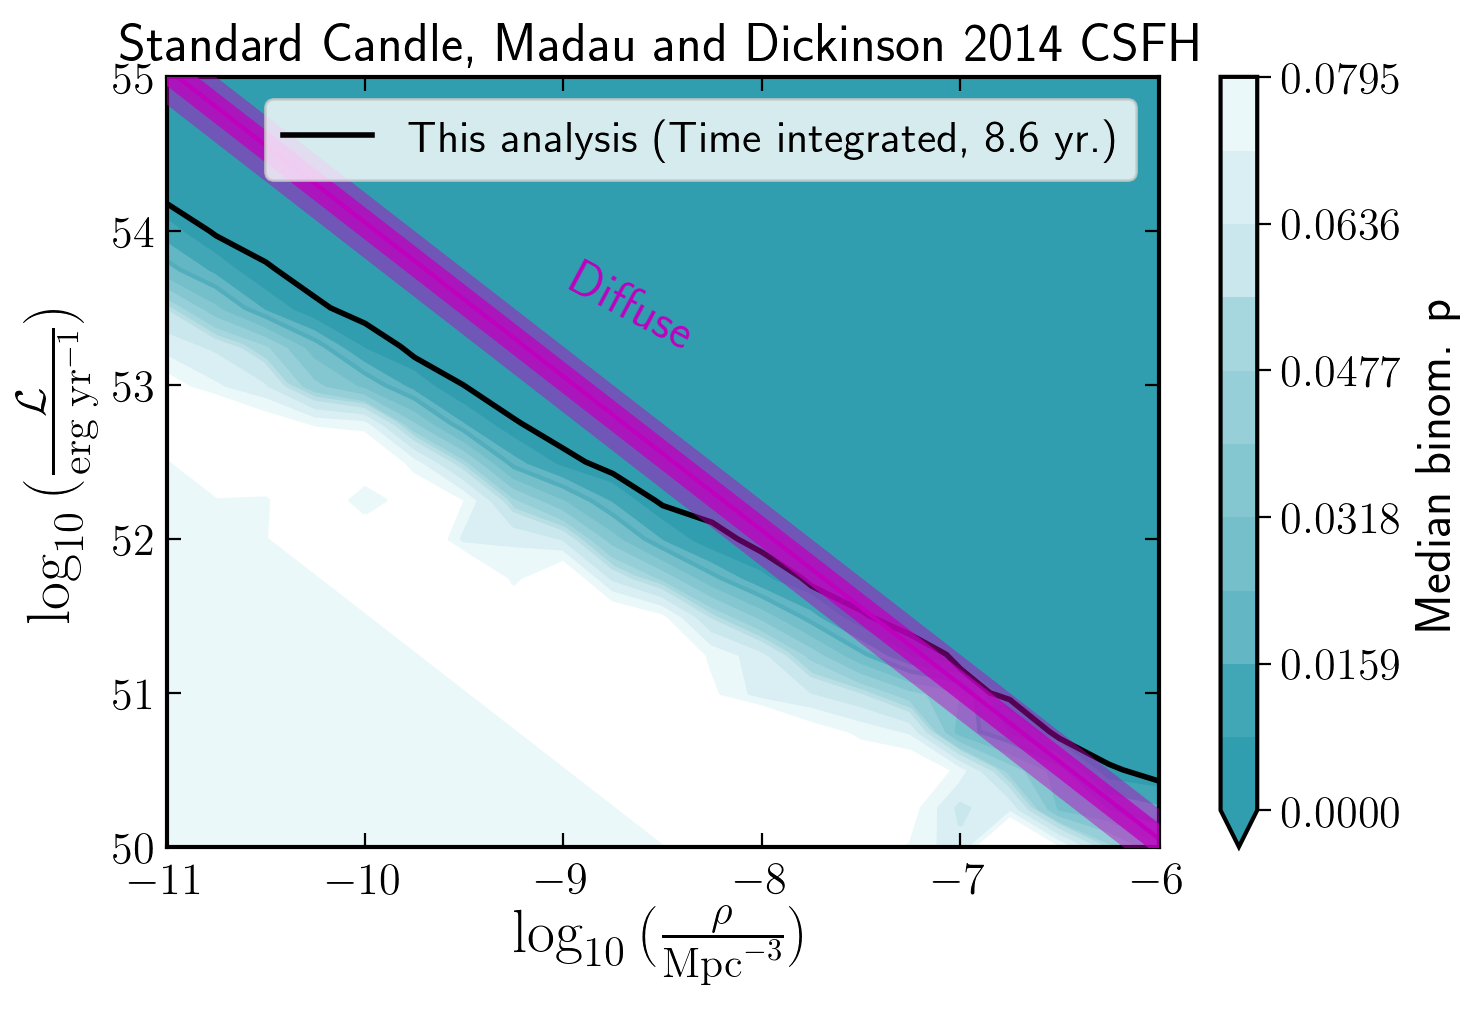 Standard Candle, Madau and Dickinson 2014 CSFH
This analysis (Time integrated, 8.6 yr.)
Diffuse
55
54
53
52
51
50
log₁₀ (ℒ / erg yr⁻¹)
−11 −10 −9 −8 −7 −6
log₁₀ (ρ / Mpc⁻³)
0.0795
0.0636
0.0477
0.0318
0.0159
0.0000
Median binom. p